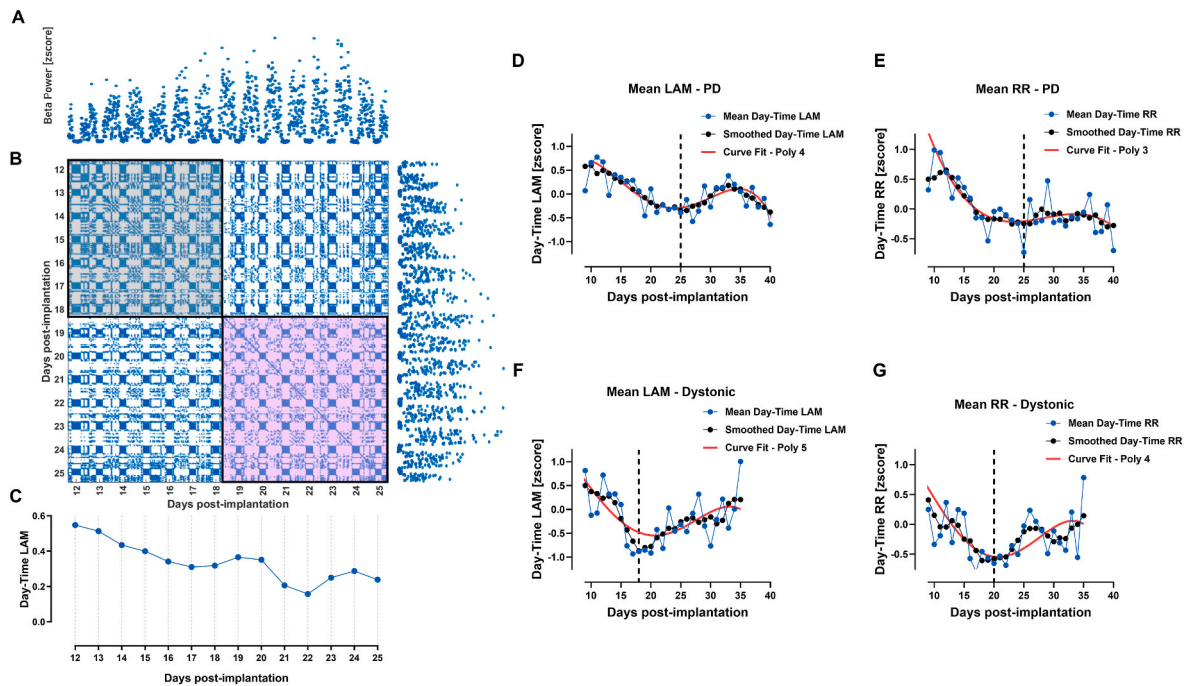 A
Beta Power [zscore]
B
Days post-implantation
12
13
14
15
16
17
18
19
20
21
22
23
24
25
12 13 14 15 16 17 18 19 20 21 22 23 24 25
Days post-implantation
C
Day-Time LAM
0.6
0.4
0.2
0.0
12 13 14 15 16 17 18 19 20 21 22 23 24 25
Days post-implantation
D
Mean LAM - PD
Mean Day-Time LAM
Smoothed Day-Time LAM
Curve Fit - Poly 4
Day-Time LAM [zscore]
1.0
0.5
0.0
-0.5
-1.0
10 15 20 25 30 35 40
Days post-implantation
E
Mean RR - PD
Mean Day-Time RR
Smoothed Day-Time RR
Curve Fit - Poly 3
Day-Time RR [zscore]
1.0
0.5
0.0
-0.5
10 15 20 25 30 35 40
Days post-implantation
F
Mean LAM - Dystonic
Mean Day-Time LAM
Smoothed Day-Time LAM
Curve Fit - Poly 5
Day-Time LAM [zscore]
1.0
0.5
0.0
-0.5
-1.0
10 15 20 25 30 35 40
Days post-implantation
G
Mean RR - Dystonic
Mean Day-Time RR
Smoothed Day-Time RR
Curve Fit - Poly 4
Day-Time RR [zscore]
1.0
0.5
0.0
-0.5
10 15 20 25 30 35 40
Days post-implantation